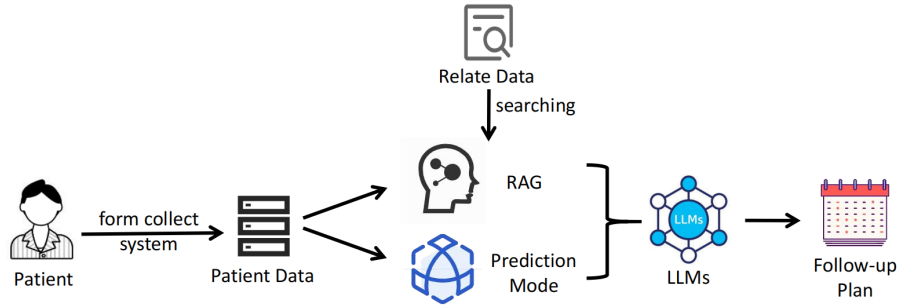 Relate Data
searching
RAG
form collect
system
LLMs
Prediction
Mode
Patient
Patient Data
LLMs
Follow-up
Plan